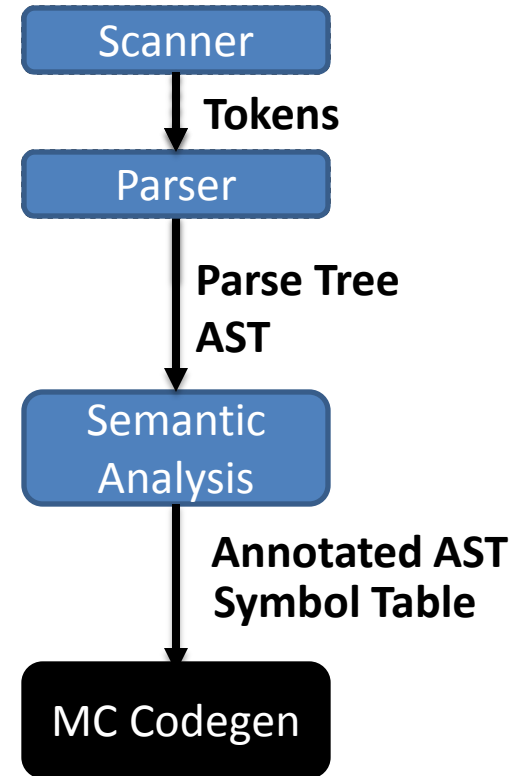 Scanner
Tokens
Parser
Parse Tree
AST
Semantic
Analysis
Annotated AST
Symbol Table
MC Codegen